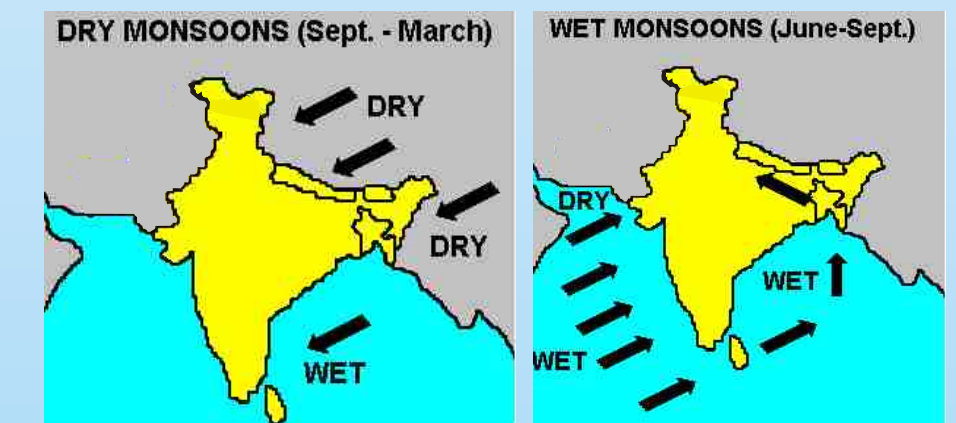 DRY MONSOONS (Sept. - March)
DRY
DRY
WET
WET MONSOONS (June-Sept.)
DRY
WET
WET